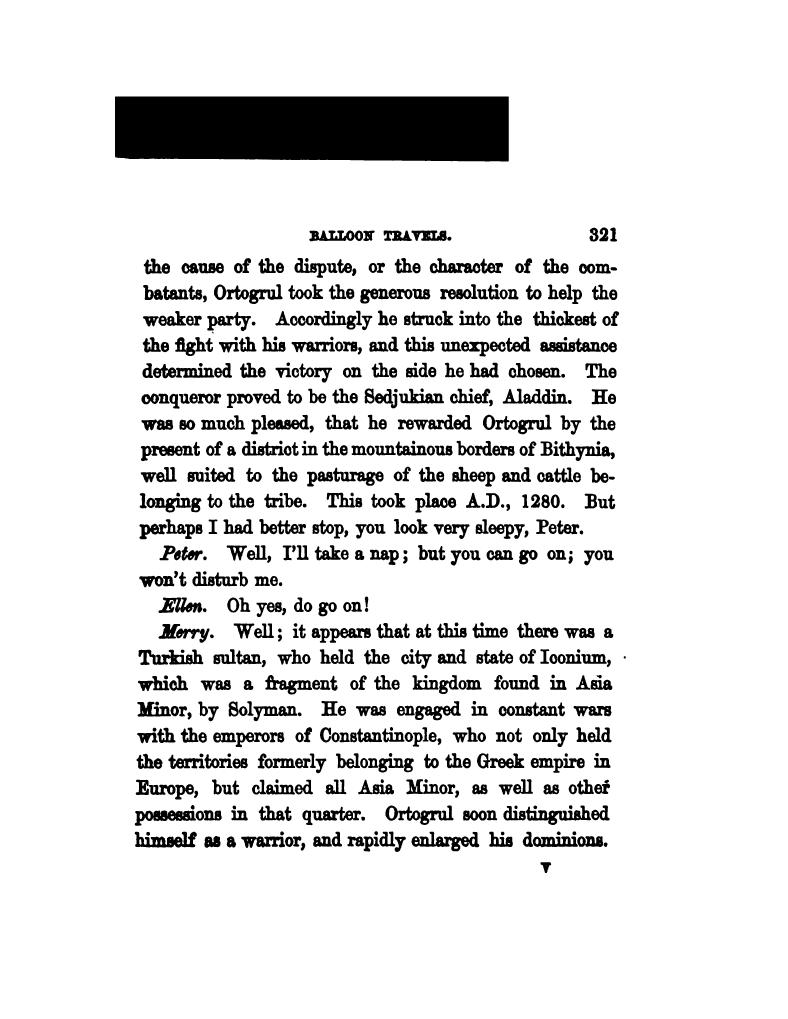 BALLOON TRAVELS. 321
the cause of the dispute, or the character of the com-
batants, Ortogrul took the generous resolution to help the
weaker party. Accordingly he struck into the thickest of
the fight with his warriors, and this unexpected assistance
determined the victory on the side he had chosen. The
conqueror proved to be the Sedjukian chief, Aladdin. He
was so much pleased, that he rewarded Ortogrul by the
present of a district in the mountainous borders of Bithynia,
well suited to the pasturage of the sheep and cattle be-
longing to the tribe. This took place A.D., 1280. But
perhaps I had better stop, you look very sleepy, Peter.
Peter. Well, I'll take a nap; but you can go on; you
won't disturb me.
Ellen. Oh yes, do go on!
Merry. Well; it appears that at this time there was a
Turkish sultan, who held the city and state of Iconium,
which was a fragment of the kingdom found in Asia
Minor, by Solyman. He was engaged in constant wars
with the emperors of Constantinople, who not only held
the territories formerly belonging to the Greek empire in
Europe, but claimed all Asia Minor, as well as other
possessions in that quarter. Ortogrul soon distinguished
himself as a warrior, and rapidly enlarged his dominions.
Y